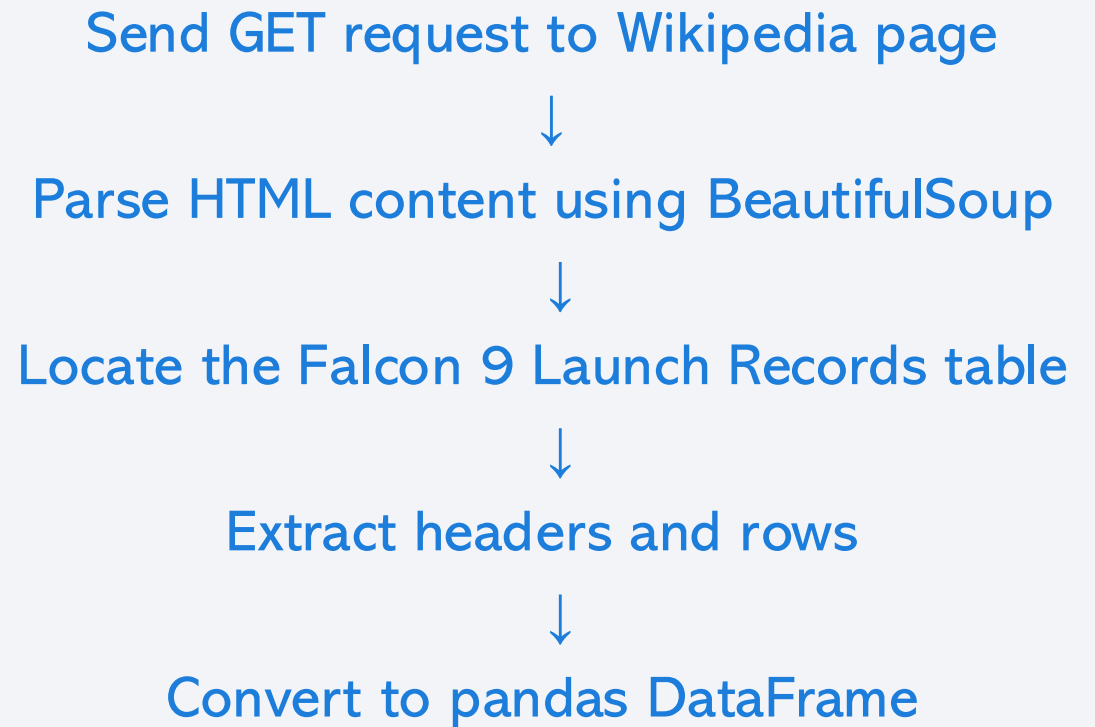 Send GET request to Wikipedia page
↓
Parse HTML content using BeautifulSoup
↓
Locate the Falcon 9 Launch Records table
↓
Extract headers and rows
↓
Convert to pandas DataFrame